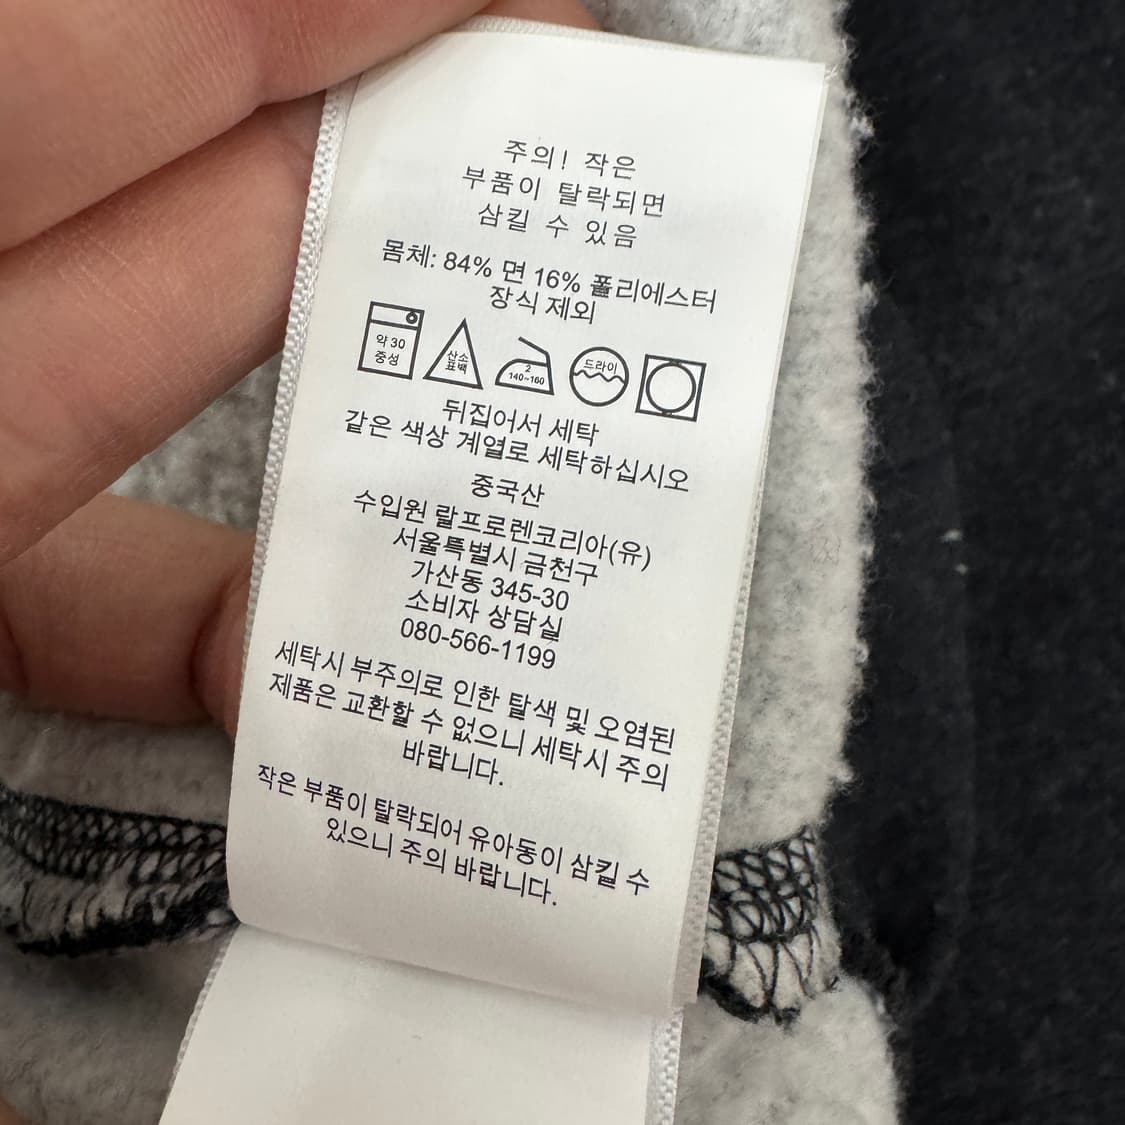 주의! 작은
부품이 탈락되면
삼킬 수 있음
몸체: 84% 면 16% 폴리에스터
장식 제외
약 30
중성
산소
표백
2
140~160
드라이
뒤집어서 세탁
같은 색상 계열로 세탁하십시오
중국산
수입원 랄프로렌코리아(유)
서울특별시 금천구
가산동 345-30
소비자 상담실
080-566-1199
세탁시 부주의로 인한 탈색 및 오염된
제품은 교환할 수 없으니 세탁시 주의
바랍니다.
작은 부품이 탈락되어 유아동이 삼킬 수
있으니 주의 바랍니다.